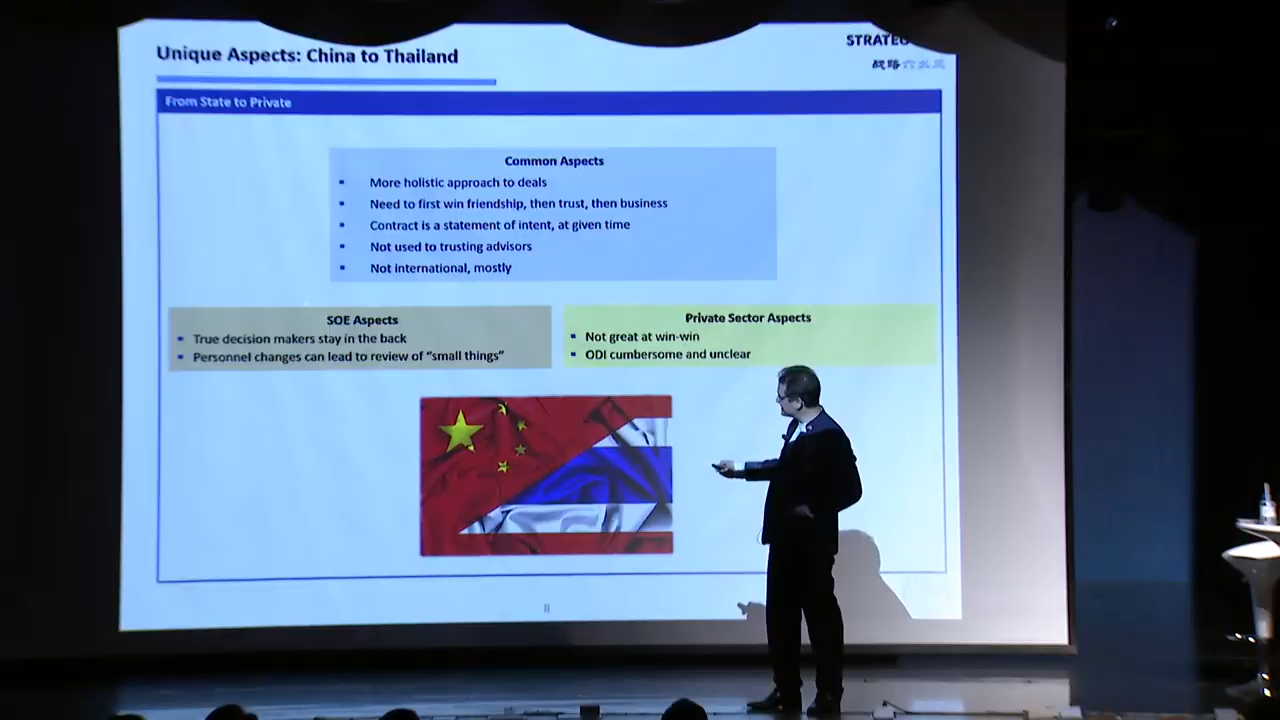 Unique Aspects: China to Thailand
STRATEG
战略
From State to Private
Common Aspects
▪ More holistic approach to deals
▪ Need to first win friendship, then trust, then business
▪ Contract is a statement of intent, at given time
▪ Not used to trusting advisors
▪ Not international, mostly
SOE Aspects
▪ True decision makers stay in the back
▪ Personnel changes can lead to review of “small things”
Private Sector Aspects
▪ Not great at win-win
▪ ODI cumbersome and unclear
8